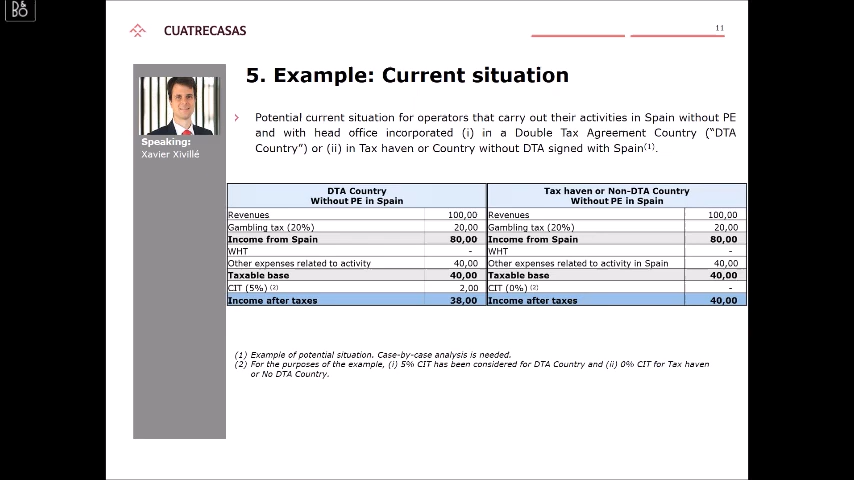 B&
BO
CUATRECASAS
11
5. Example: Current situation
Speaking:
Xavier Xivillé
Potential current situation for operators that carry out their activities in Spain without PE
and with head office incorporated (i) in a Double Tax Agreement Country (“DTA
Country”) or (ii) in Tax haven or Country without DTA signed with Spain(1).
DTA Country
Without PE in Spain
Tax haven or Non-DTA Country
Without PE in Spain
Revenues 100,00 Revenues 100,00
Gambling tax (20%) 20,00 Gambling tax (20%) 20,00
Income from Spain 80,00 Income from Spain 80,00
WHT - WHT -
Other expenses related to activity 40,00 Other expenses related to activity in Spain 40,00
Taxable base 40,00 Taxable base 40,00
CIT (5%) (2) 2,00 CIT (0%) (2) -
Income after taxes 38,00 Income after taxes 40,00
(1) Example of potential situation. Case-by-case analysis is needed.
(2) For the purposes of the example, (i) 5% CIT has been considered for DTA Country and (ii) 0% CIT for Tax haven
or No DTA Country.